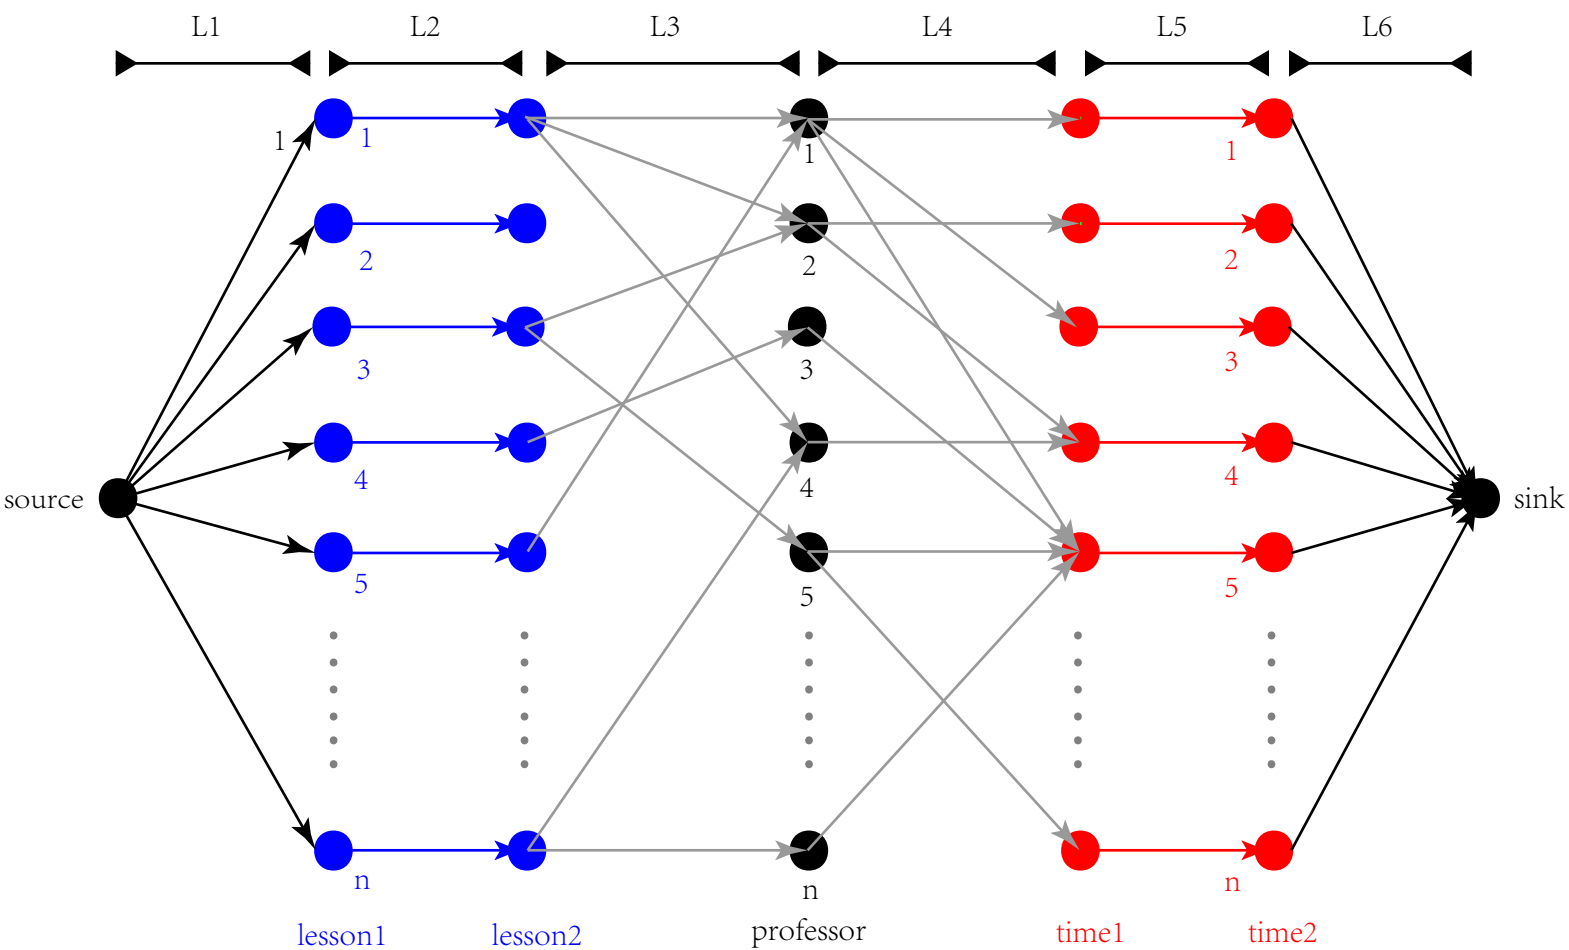 L1 L2 L3 L4 L5 L6
1 1 1 1
2 2 2
3 3 3
4 4 4
source sink
5 5 5
n n n
lesson1 lesson2 professor time1 time2